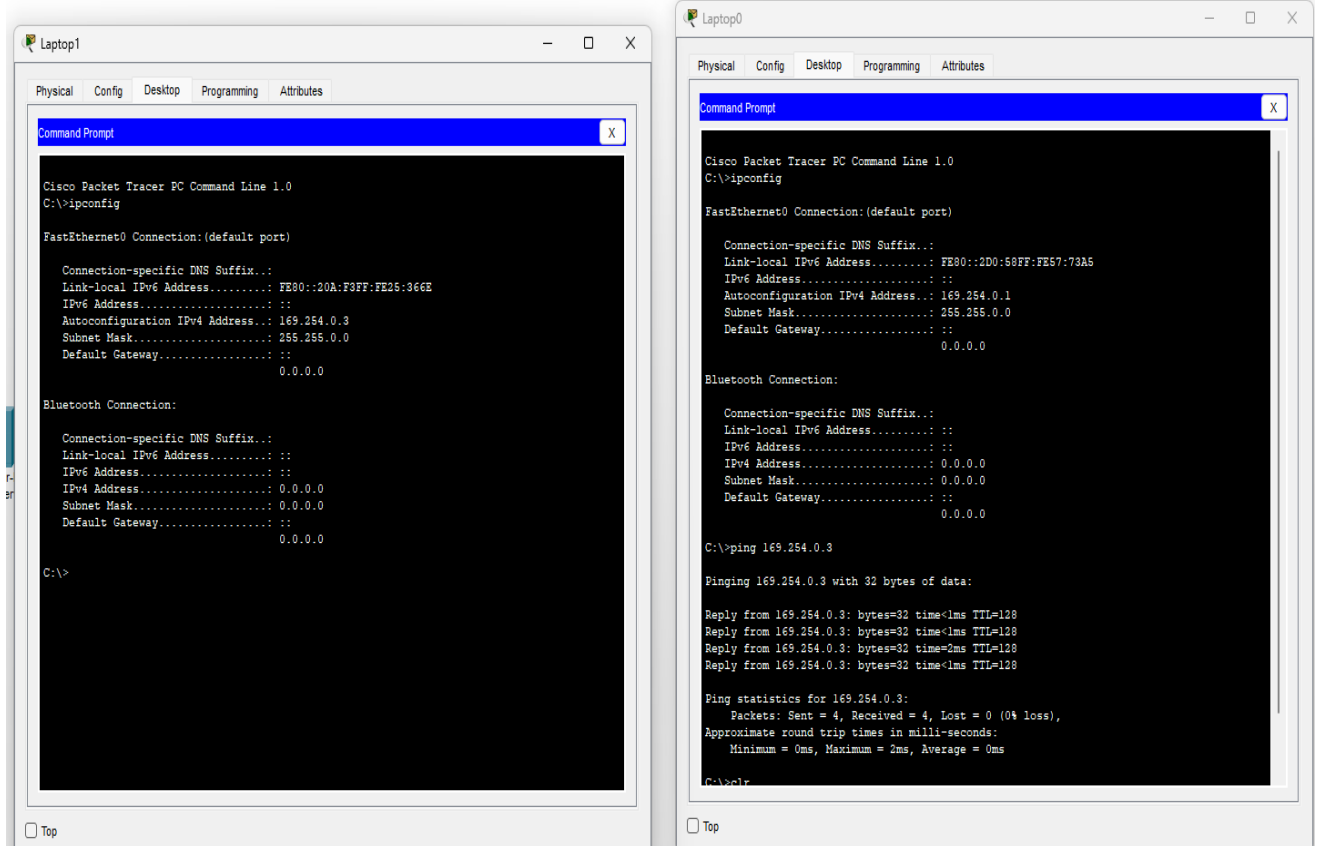 Laptop1
Physical Config Desktop Programming Attributes
Command Prompt
X
Cisco Packet Tracer PC Command Line 1.0
C:\>ipconfig
FastEthernet0 Connection:(default port)
Connection-specific DNS Suffix..:
Link-local IPv6 Address.........: FE80::20A:F3FF:FE25:366E
IPv6 Address....................: ::
Autoconfiguration IPv4 Address..: 169.254.0.3
Subnet Mask.....................: 255.255.0.0
Default Gateway.................: ::
0.0.0.0
Bluetooth Connection:
Connection-specific DNS Suffix..:
Link-local IPv6 Address.........: ::
IPv6 Address....................: ::
IPv4 Address....................: 0.0.0.0
Subnet Mask.....................: 0.0.0.0
Default Gateway.................: ::
0.0.0.0
C:\>
Top
Laptop0
Physical Config Desktop Programming Attributes
Command Prompt
X
Cisco Packet Tracer PC Command Line 1.0
C:\>ipconfig
FastEthernet0 Connection:(default port)
Connection-specific DNS Suffix..:
Link-local IPv6 Address.........: FE80::2D0:58FF:FE57:73A5
IPv6 Address....................: ::
Autoconfiguration IPv4 Address..: 169.254.0.1
Subnet Mask.....................: 255.255.0.0
Default Gateway.................: ::
0.0.0.0
Bluetooth Connection:
Connection-specific DNS Suffix..:
Link-local IPv6 Address.........: ::
IPv6 Address....................: ::
IPv4 Address....................: 0.0.0.0
Subnet Mask.....................: 0.0.0.0
Default Gateway.................: ::
0.0.0.0
C:\>ping 169.254.0.3
Pinging 169.254.0.3 with 32 bytes of data:
Reply from 169.254.0.3: bytes=32 time<1ms TTL=128
Reply from 169.254.0.3: bytes=32 time<1ms TTL=128
Reply from 169.254.0.3: bytes=32 time=2ms TTL=128
Reply from 169.254.0.3: bytes=32 time<1ms TTL=128
Ping statistics for 169.254.0.3:
Packets: Sent = 4, Received = 4, Lost = 0 (0% loss),
Approximate round trip times in milli-seconds:
Minimum = 0ms, Maximum = 2ms, Average = 0ms
C:\>clr
Top